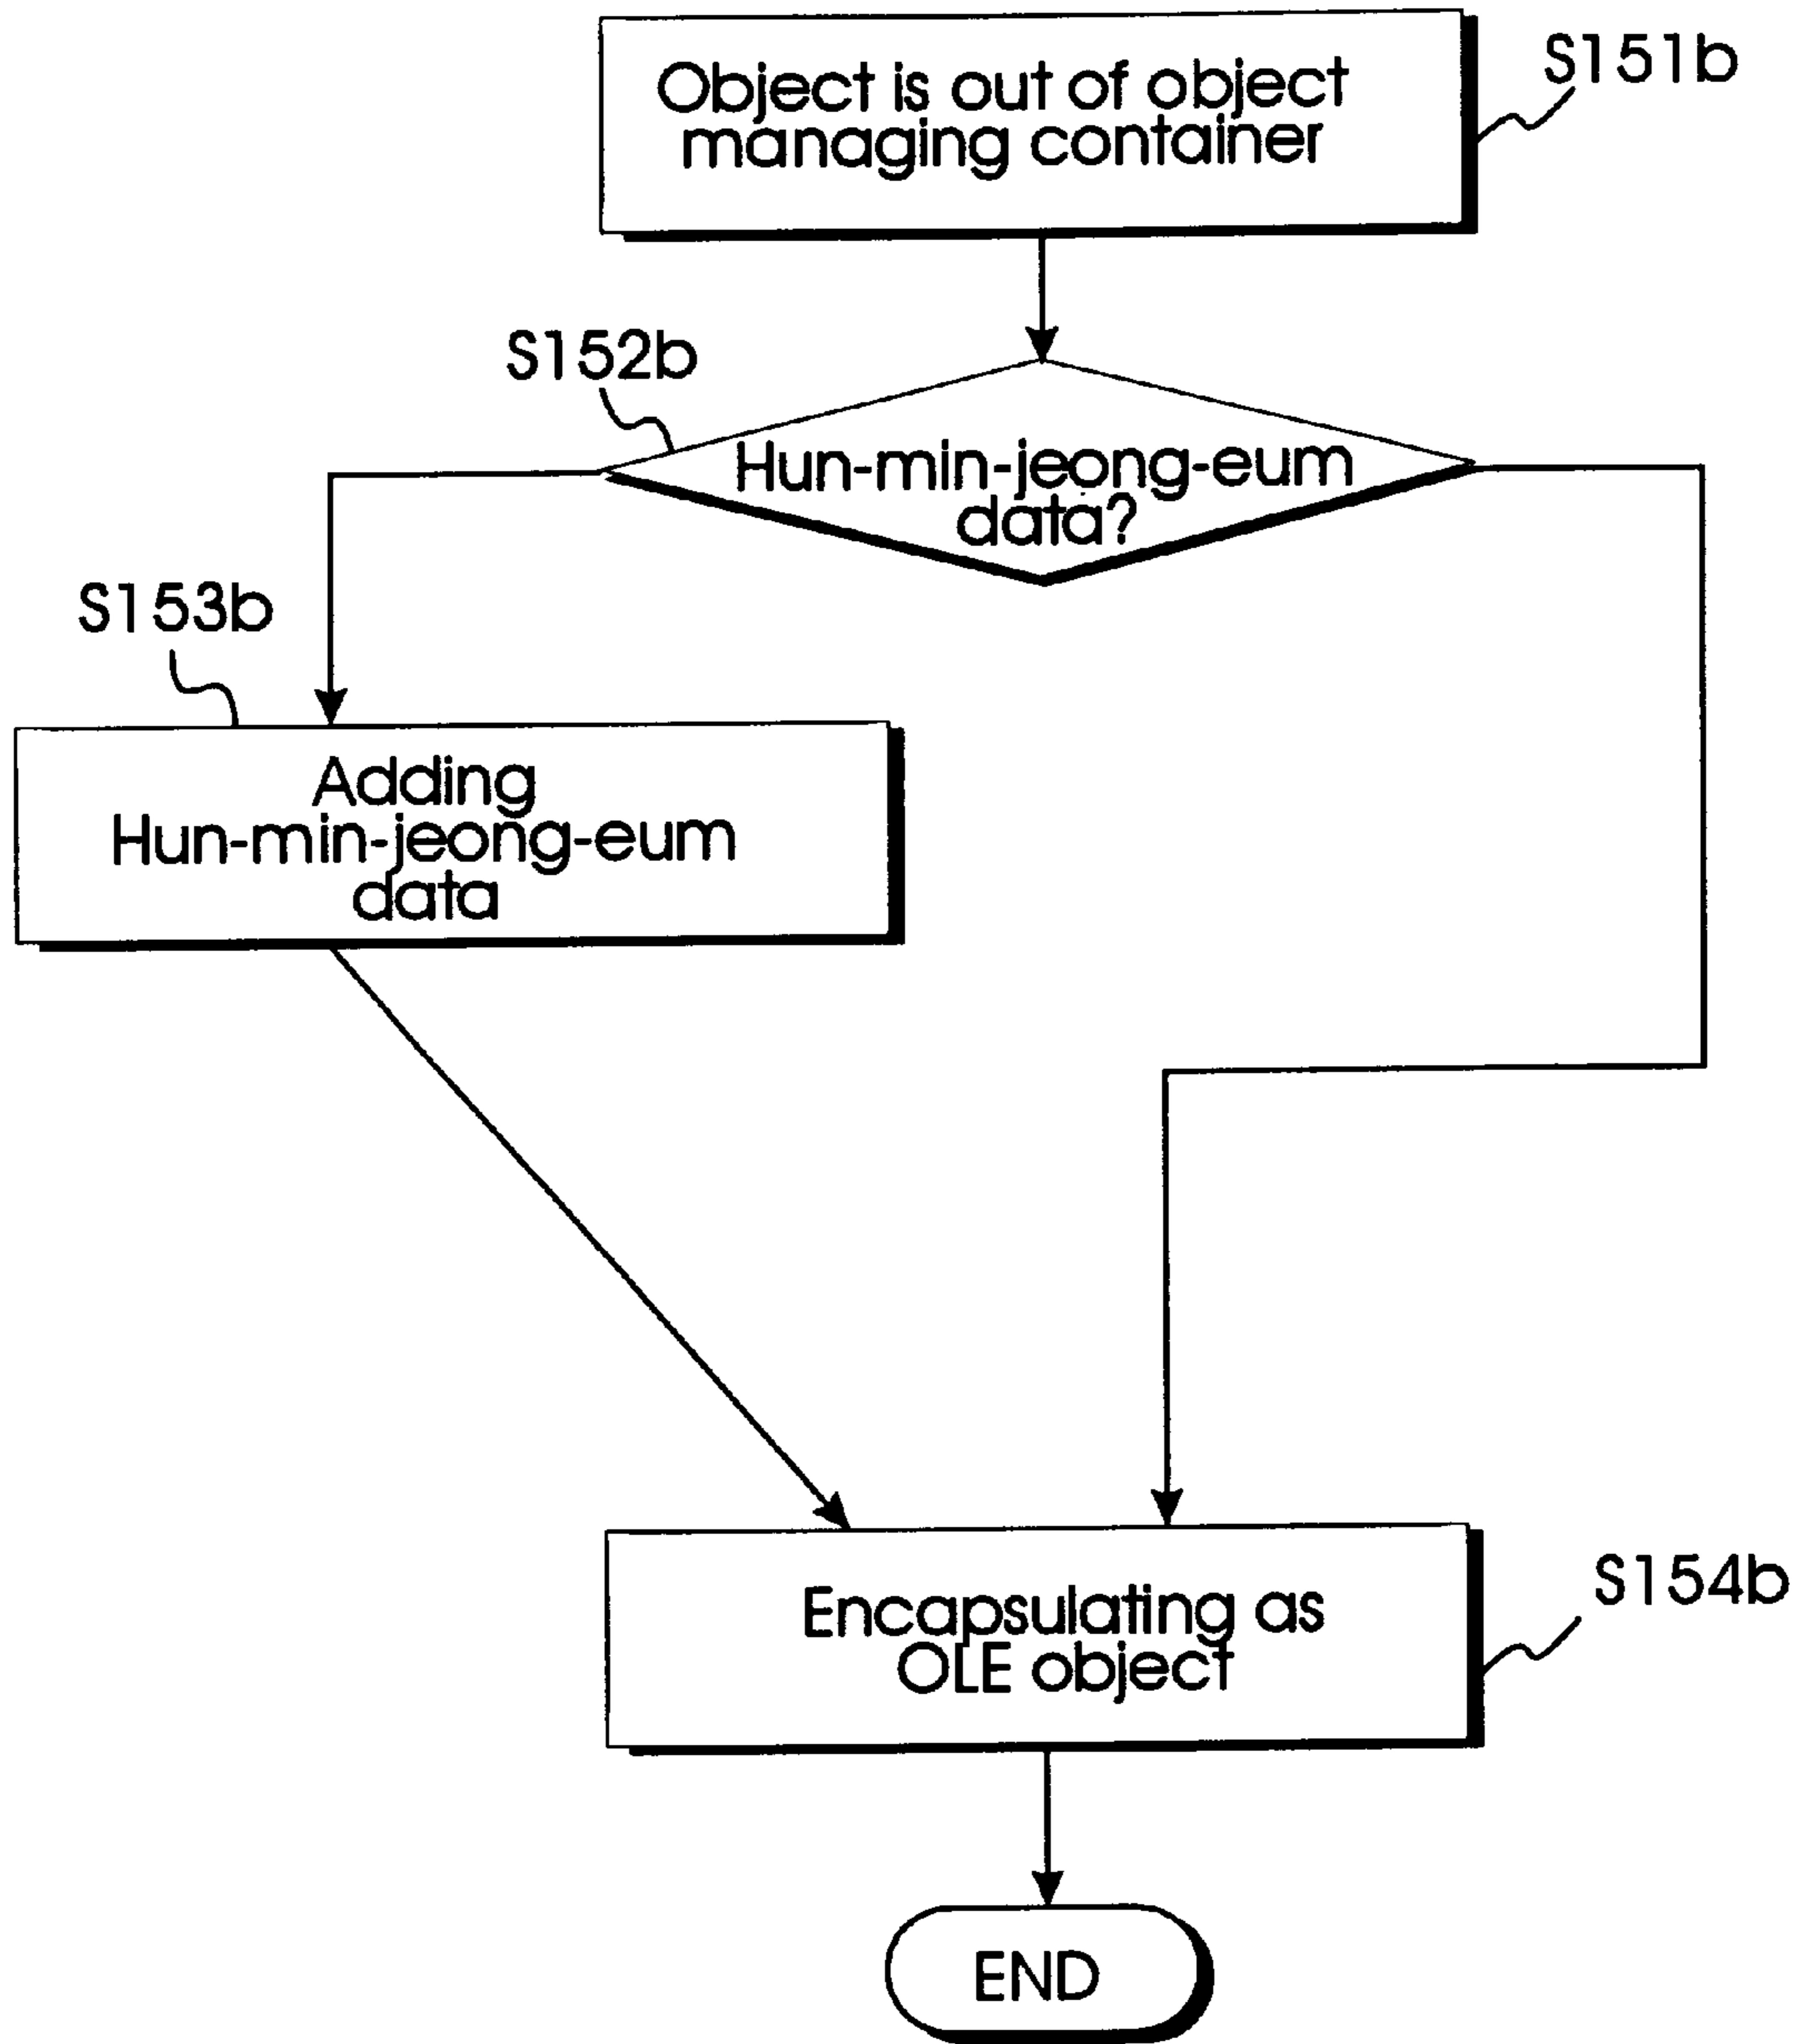 Object is out of object
managing container
S151b
S152b
Hun-min-jeong-eum
data?
S153b
Adding
Hun-min-jeong-eum
data
Encapsulating as
OLE object
S154b
END